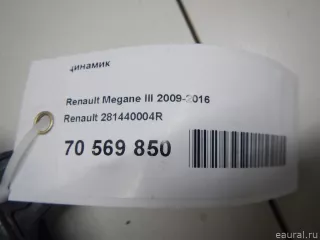 динамик
Renault Megane III 2009-2016
Renault 281440004R
70 569 850
eaural.ru